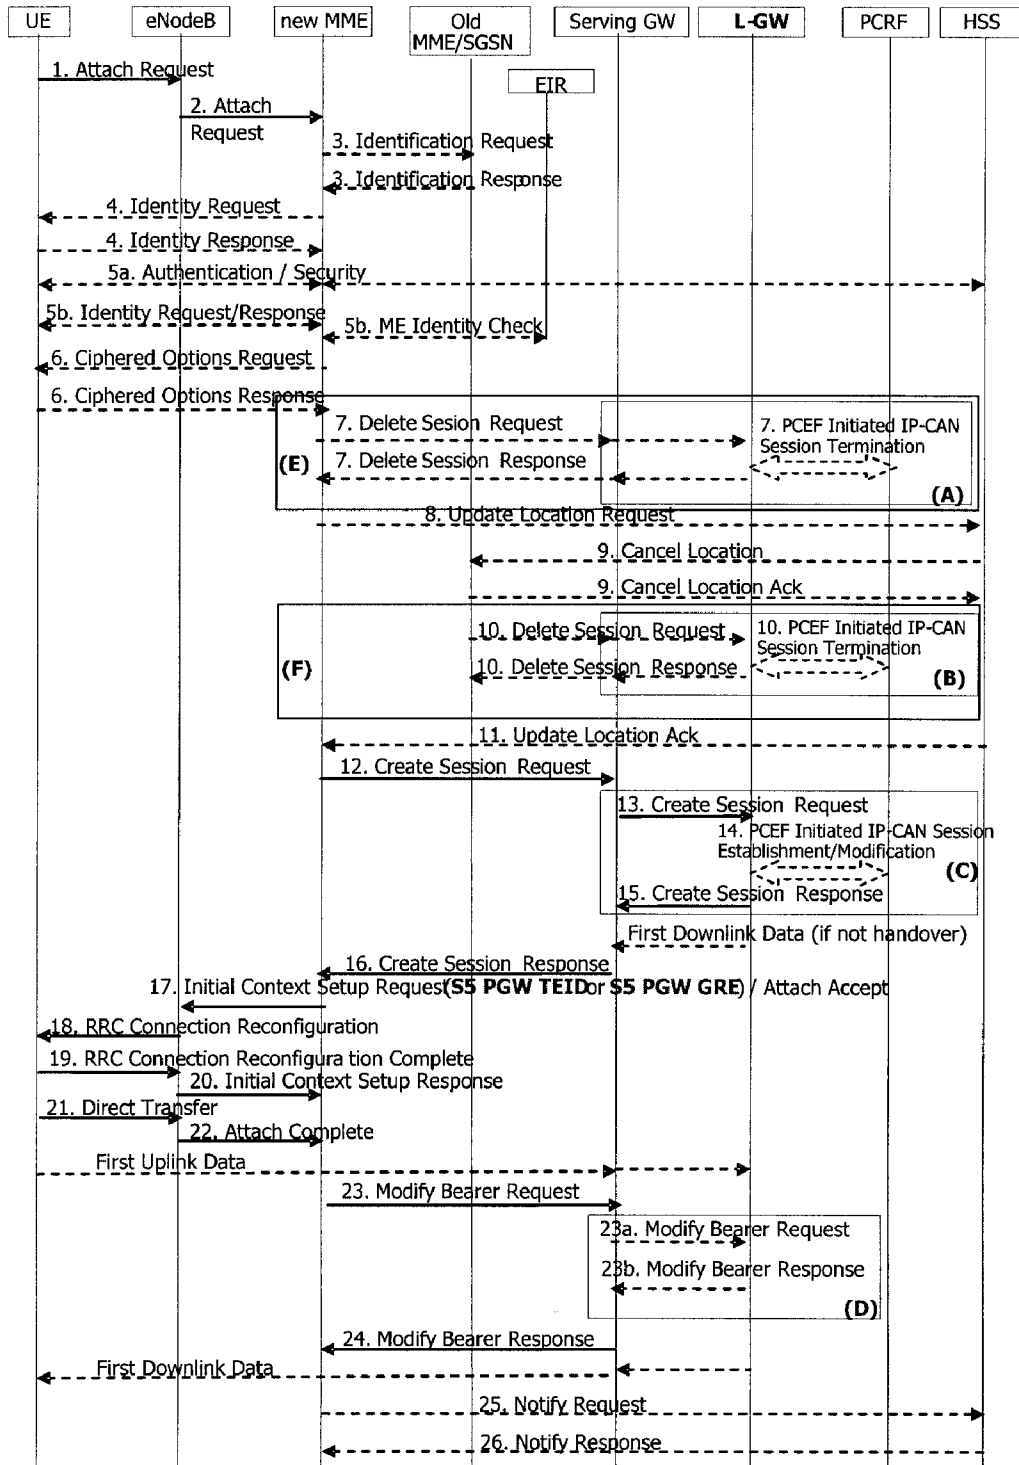 UE
eNodeB
new MME
Old
MME/SGSN
Serving GW
L-GW
PCRF
HSS
1. Attach Request
EIR
2. Attach
Request
3. Identification Request
3. Identification Response
4. Identity Request
4. Identity Response
5a. Authentication / Security
5b. Identity Request/Response
5b. ME Identity Check
6. Ciphered Options Request
6. Ciphered Options Response
7. Delete Sesion Request
7. PCEF Initiated IP-CAN
Session Termination
(E)
7. Delete Session Response
(A)
8. Update Location Request
9. Cancel Location
9. Cancel Location Ack
10. Delete Session Request
10. PCEF Initiated IP-CAN
Session Termination
(F)
10. Delete Session Response
(B)
11. Update Location Ack
12. Create Session Request
13. Create Session Request
14. PCEF Initiated IP-CAN Session
Establishment/Modification
(C)
15. Create Session Response
First Downlink Data (if not handover)
16. Create Session Response
17. Initial Context Setup Request(S5 PGW TEID or S5 PGW GRE) / Attach Accept
18. RRC Connection Reconfiguration
19. RRC Connection Reconfiguration Complete
20. Initial Context Setup Response
21. Direct Transfer
22. Attach Complete
First Uplink Data
23. Modify Bearer Request
23a. Modify Bearer Request
23b. Modify Bearer Response
(D)
24. Modify Bearer Response
First Downlink Data
25. Notify Request
26. Notify Response